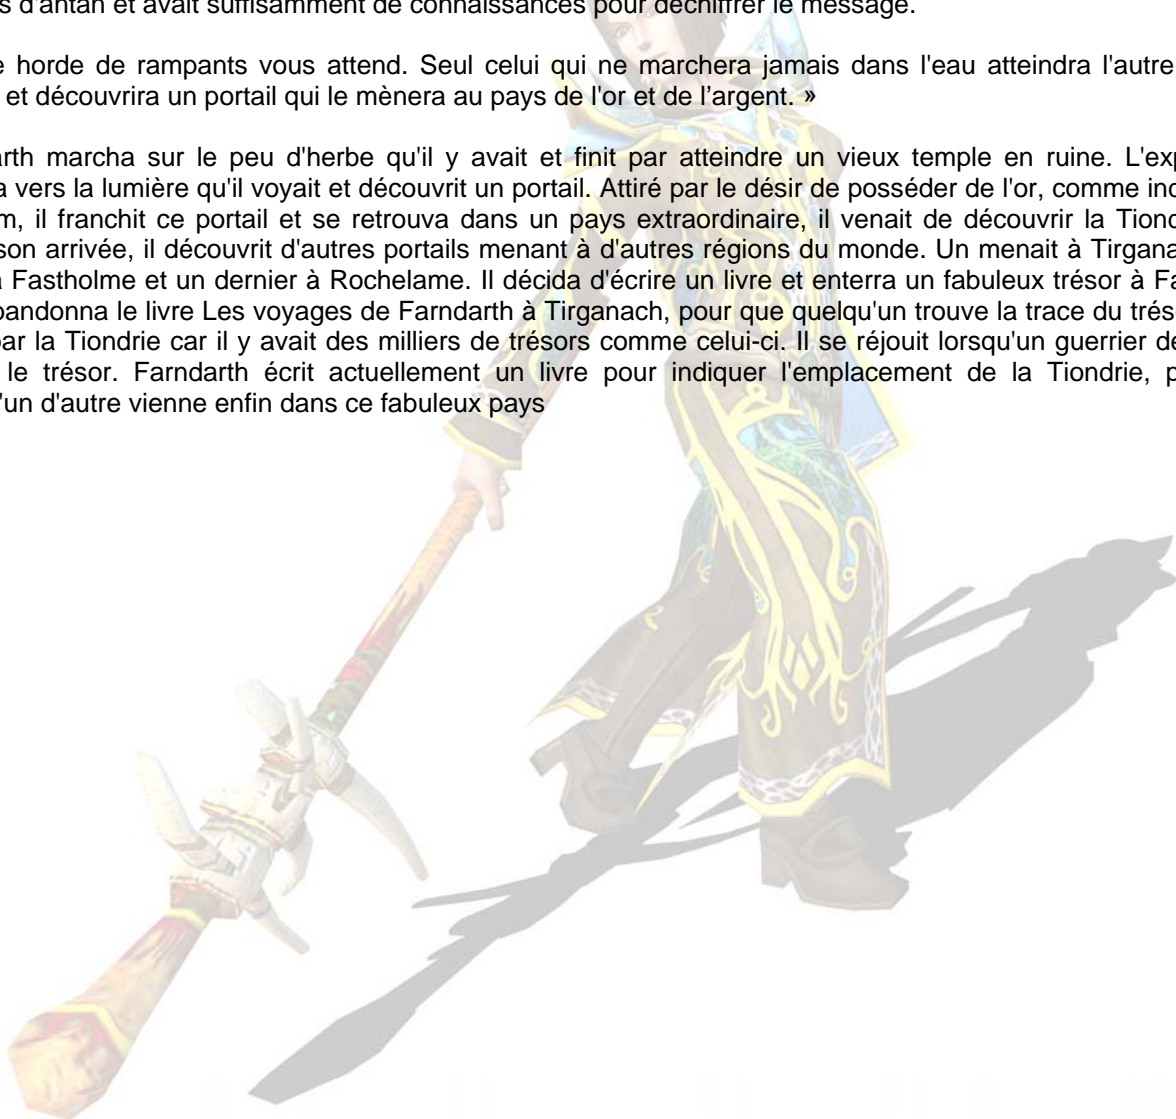 s d'antan et avait suffisamment de connaissances pour déchiffrer le message.
e horde de rampants vous attend. Seul celui qui ne marchera jamais dans l'eau atteindra l'autre
et découvrira un portail qui le mènera au pays de l'or et de l’argent. »
arth marcha sur le peu d'herbe qu'il y avait et finit par atteindre un vieux temple en ruine. L'exp
a vers la lumière qu'il voyait et découvrit un portail. Attiré par le désir de posséder de l'or, comme
m, il franchit ce portail et se retrouva dans un pays extraordinaire, il venait de découvrir la Tiond
son arrivée, il découvrit d'autres portails menant à d'autres régions du monde. Un menait à Tirgana
à Fastholme et un dernier à Rochelame. Il décida d'écrire un livre et enterra un fabuleux trésor à Fa
bandonna le livre Les voyages de Farndarth à Tirganach, pour que quelqu'un trouve la trace du trés
par la Tiondrie car il y avait des milliers de trésors comme celui-ci. Il se réjouit lorsqu'un guerrier de
le trésor. Farndarth écrit actuellement un livre pour indiquer l'emplacement de la Tiondrie, p
'un d'autre vienne enfin dans ce fabuleux pays